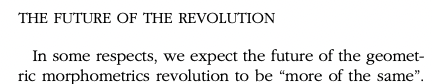 THE FUTURE OF THE REVOLUTION
In some respects, we expect the future of the geomet-
ric morphometrics revolution to be “more of the same”.